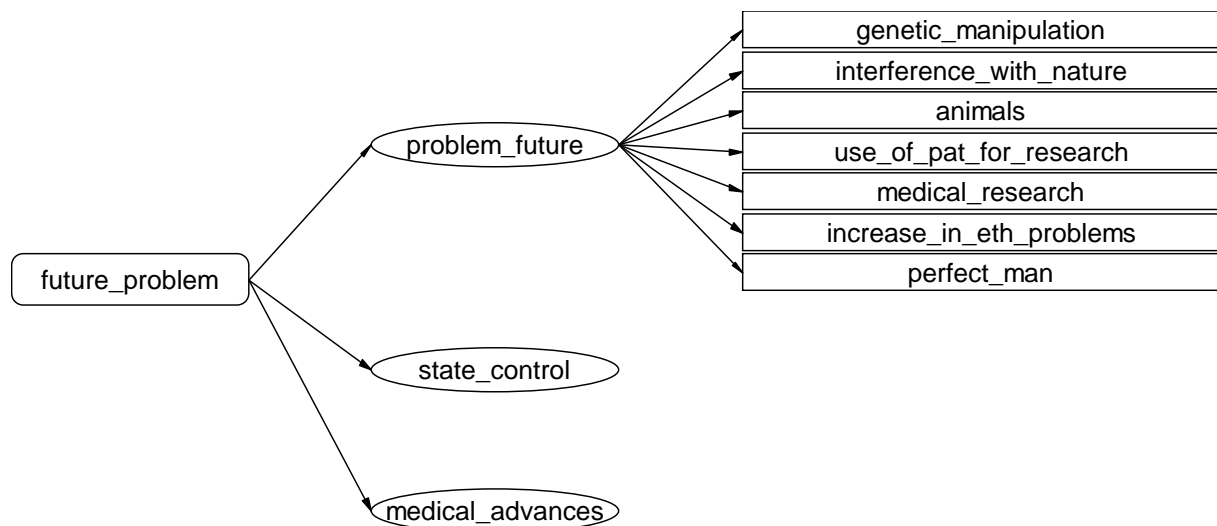 genetic_manipulation
interference_with_nature
animals
problem_future
use_of_pat_for_research
medical_research
increase_in_eth_problems
future_problem
perfect_man
state_control
medical_advances